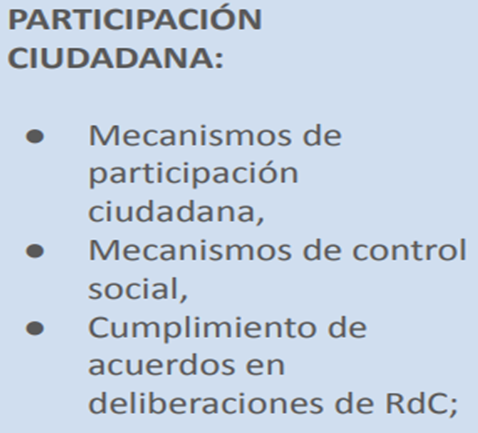 PARTICIPACIÓN
CIUDADANA:
● Mecanismos de
participación
ciudadana,
● Mecanismos de control
social,
● Cumplimiento de
acuerdos en
deliberaciones de RdC;